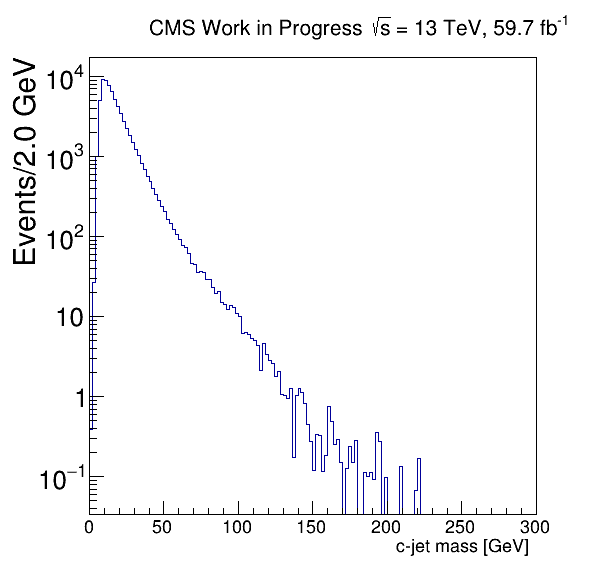 CMS Work in Progress √s = 13 TeV, 59.7 fb⁻¹
Events/2.0 GeV
10⁴
10³
10²
10
1
10⁻¹
0 50 100 150 200 250 300
c-jet mass [GeV]